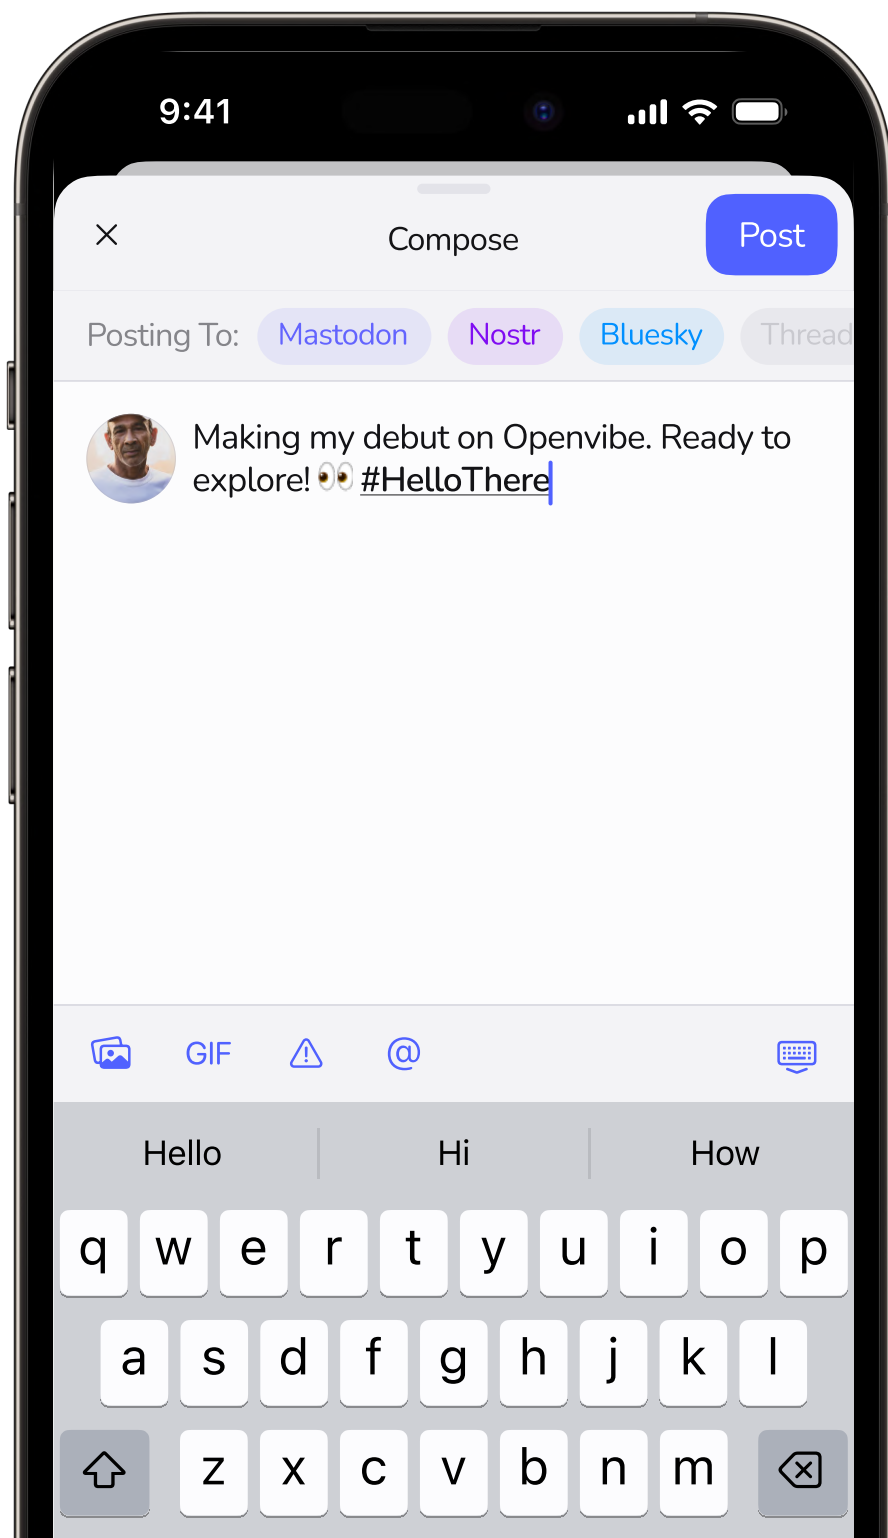 9:41
Compose
Post
Posting To: Mastodon Nostr Bluesky Thread
Making my debut on Openvibe. Ready to
explore! 👀 #HelloThere
GIF @
Hello Hi How
q w e r t y u i o p
a s d f g h j k l
z x c v b n m